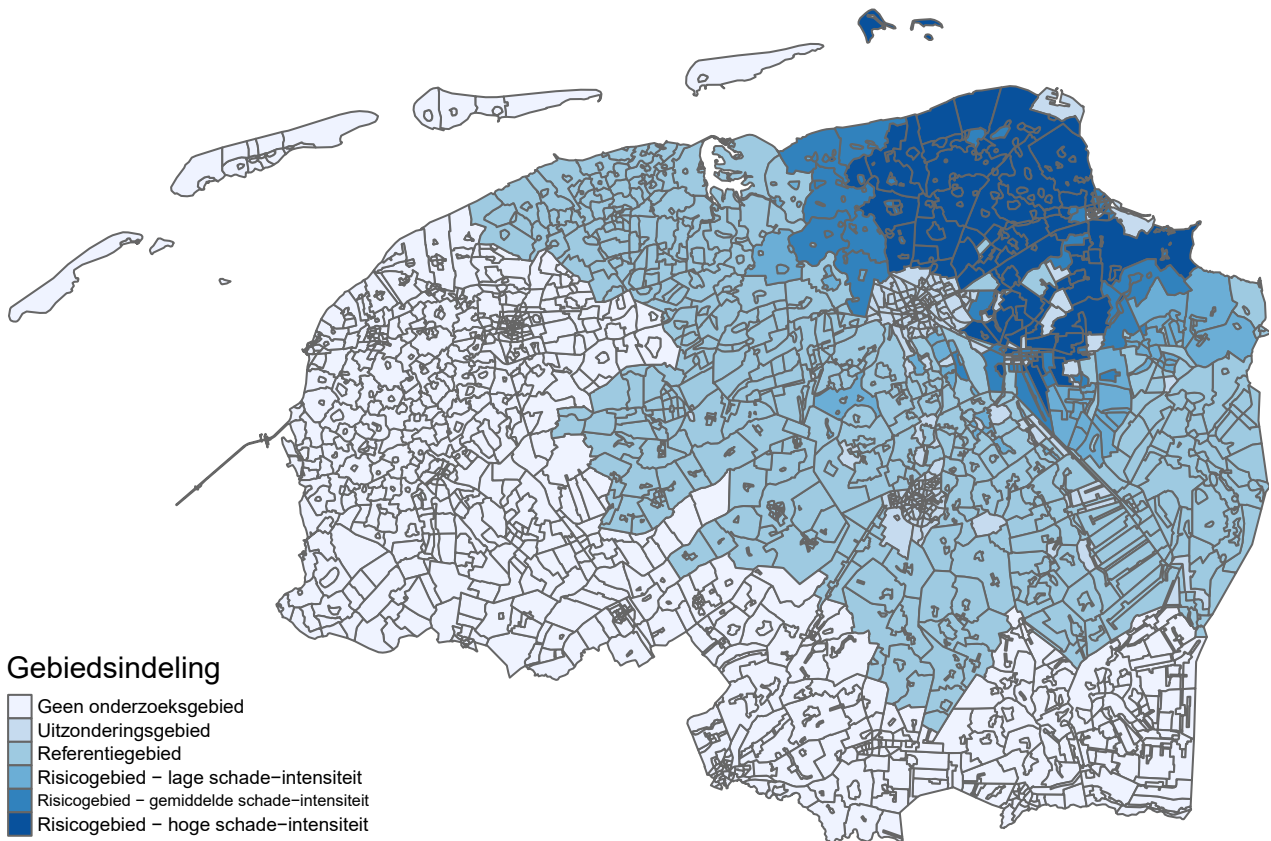 Gebiedsindeling
Geen onderzoeksgebied
Uitzonderingsgebied
Referentiegebied
Risicogebied − lage schade−intensiteit
Risicogebied − gemiddelde schade−intensiteit
Risicogebied − hoge schade−intensiteit